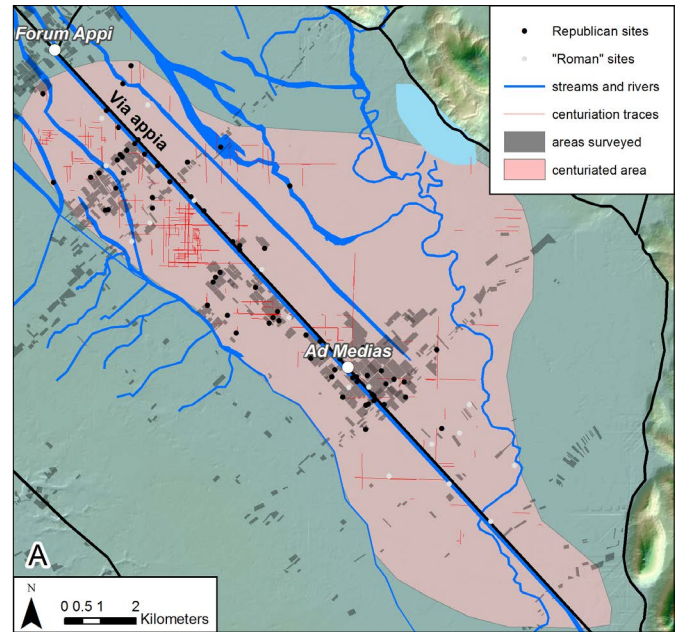 Forum Appi
Via appia
Ad Medias
Republican sites
"Roman" sites
streams and rivers
centuriation traces
areas surveyed
centuriated area
A
N
0 0.5 1 2
Kilometers